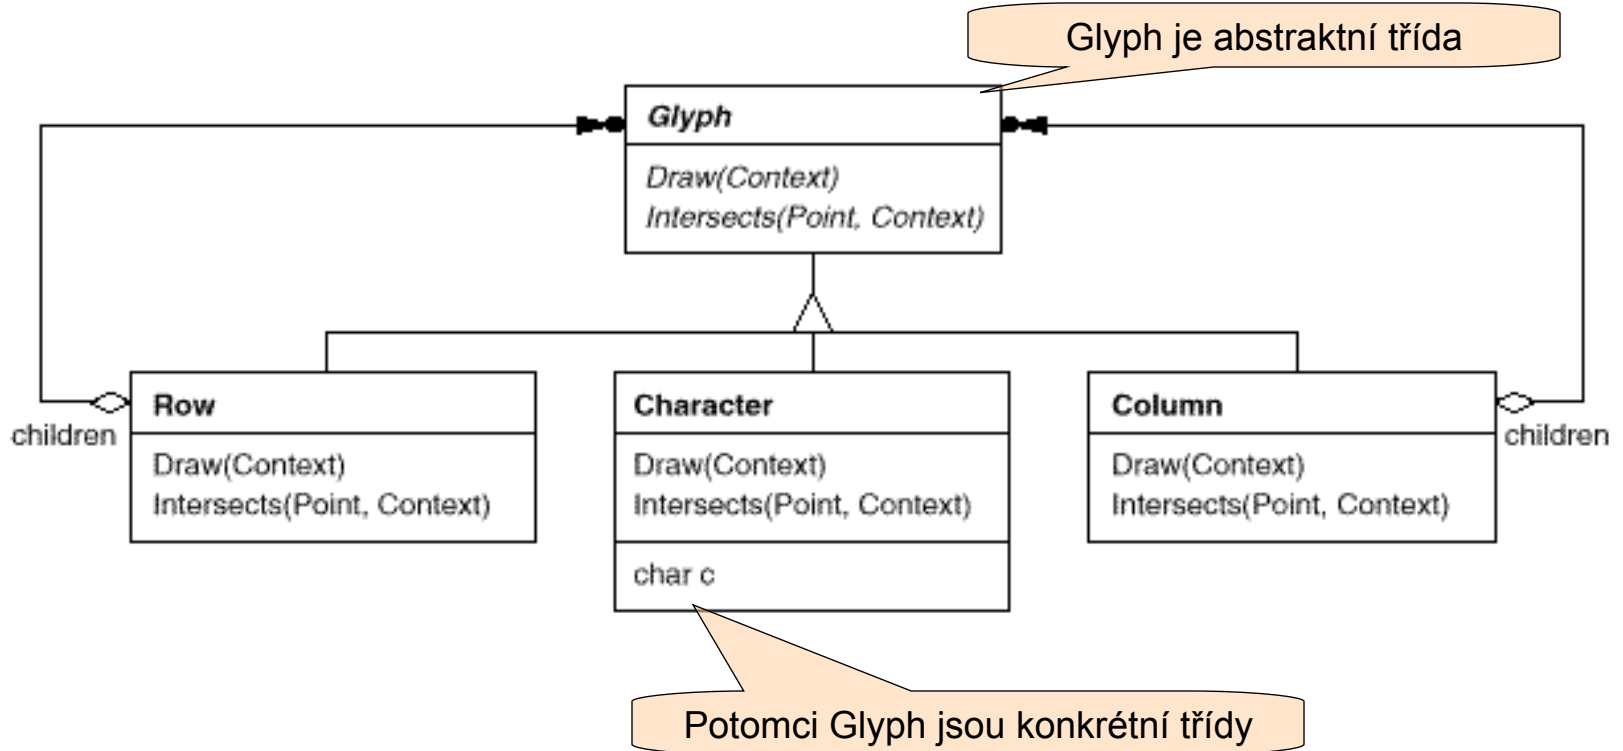 Glyph je abstraktní třída
Glyph
Draw(Context)
Intersects(Point, Context)
children
Row
Draw(Context)
Intersects(Point, Context)
Character
Draw(Context)
Intersects(Point, Context)
char c
Column
Draw(Context)
Intersects(Point, Context)
children
Potomci Glyph jsou konkrétní třídy